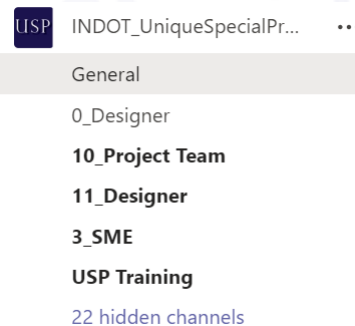 USP INDOT_UniqueSpecialPr... ..
General
0_Designer
10_Project Team
11_Designer
3_SME
USP Training
22 hidden channels